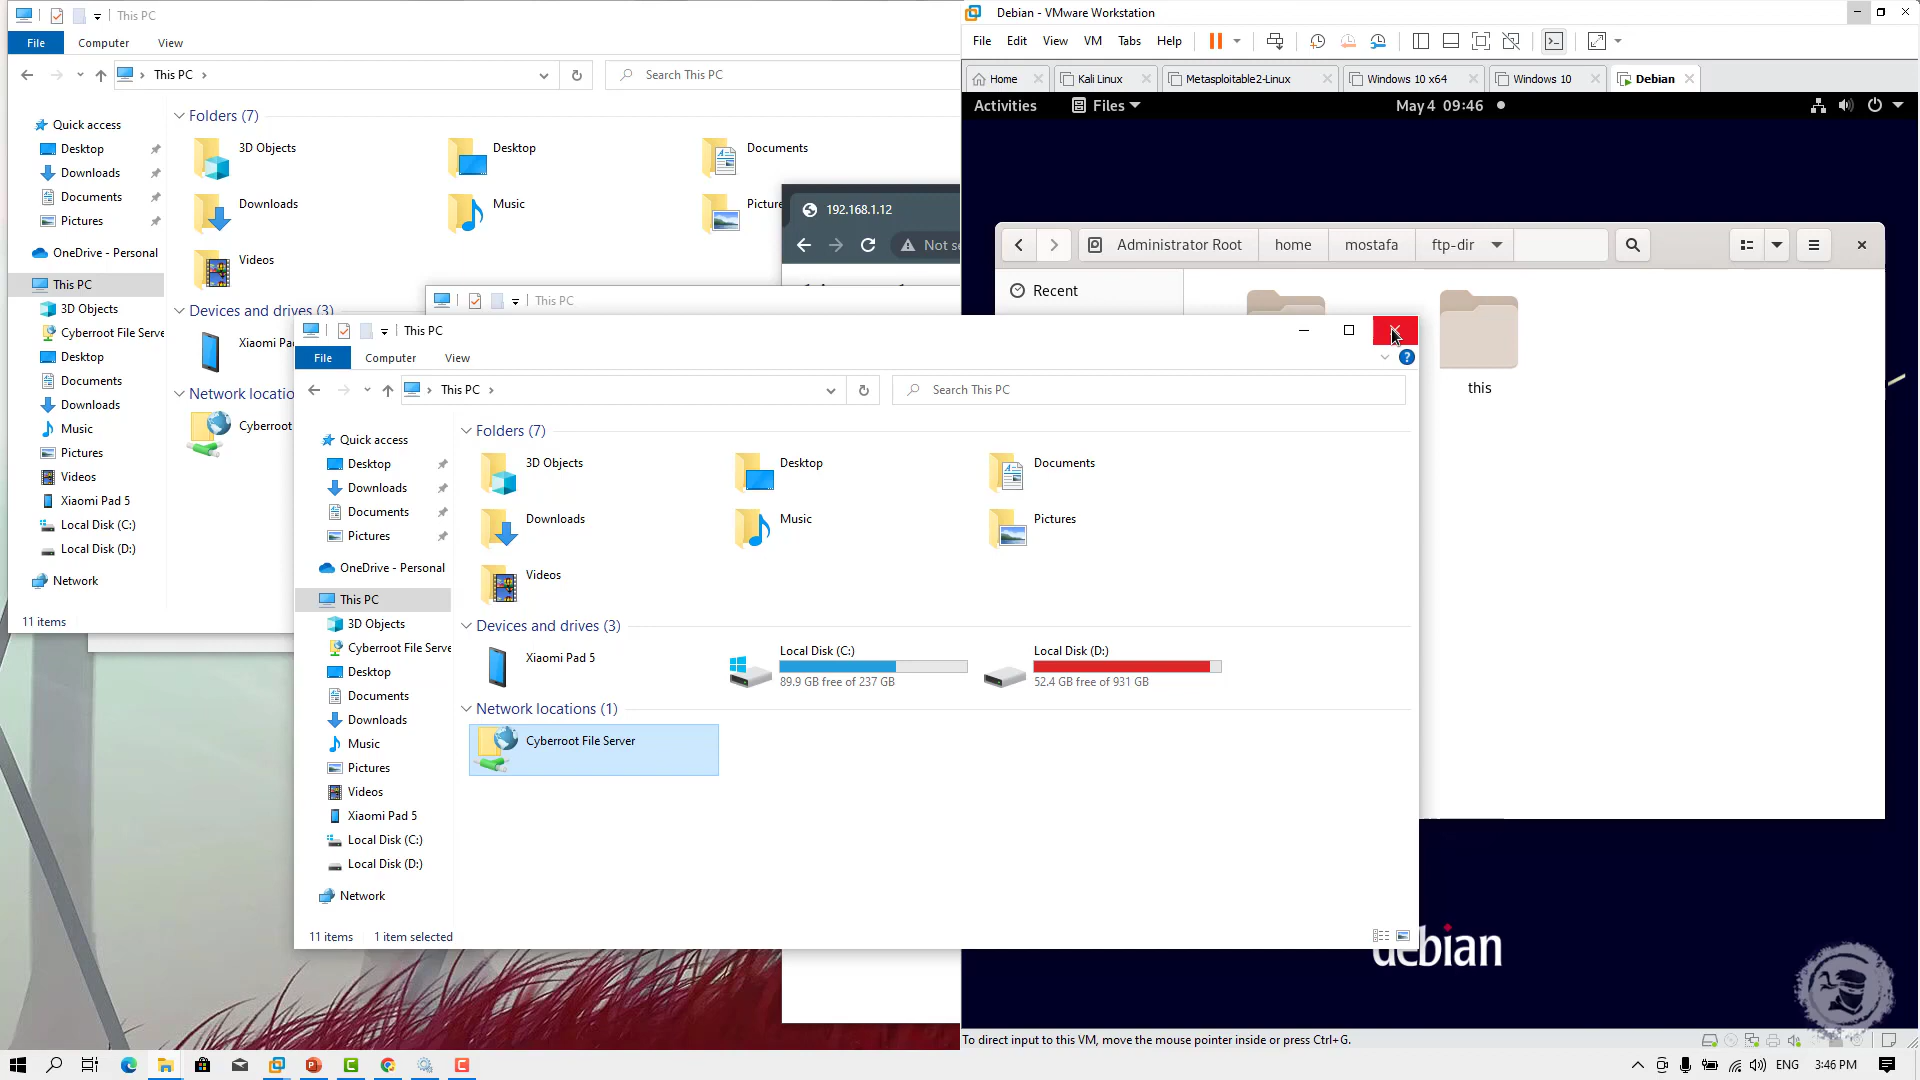 This PC
File
Computer
View
This PC
Search This PC
Quick access
Desktop
Downloads
Documents
Pictures
OneDrive - Personal
This PC
3D Objects
Cyberroot File Serve
Desktop
Documents
Downloads
Music
Pictures
Videos
Xiaomi Pad 5
Local Disk (C:)
Local Disk (D:)
Network
11 items
Folders (7)
3D Objects
Desktop
Documents
Downloads
Music
Videos
Devices and drives (3)
Network locatio
Cyberroot
192.168.1.12
This PC
This PC
File
Computer
View
This PC
Search This PC
Quick access
Desktop
Downloads
Documents
Pictures
OneDrive - Personal
This PC
3D Objects
Cyberroot File Serve
Desktop
Documents
Downloads
Music
Pictures
Videos
Xiaomi Pad 5
Local Disk (C:)
Local Disk (D:)
Network
11 items
1 item selected
Folders (7)
3D Objects
Desktop
Documents
Downloads
Music
Pictures
Videos
Devices and drives (3)
Xiaomi Pad 5
Local Disk (C:)
89.9 GB free of 237 GB
Local Disk (D:)
52.4 GB free of 931 GB
Network locations (1)
Cyberroot File Server
Debian - VMware Workstation
File Edit View VM Tabs Help
Home
Kali Linux
Metasploitable2-Linux
Windows 10 x64
Windows 10
Debian
Activities
Files
May 4 09:46
Administrator Root
home
mostafa
ftp-dir
Recent
this
debian
To direct input to this VM, move the mouse pointer inside or press Ctrl+G.
ENG
3:46 PM